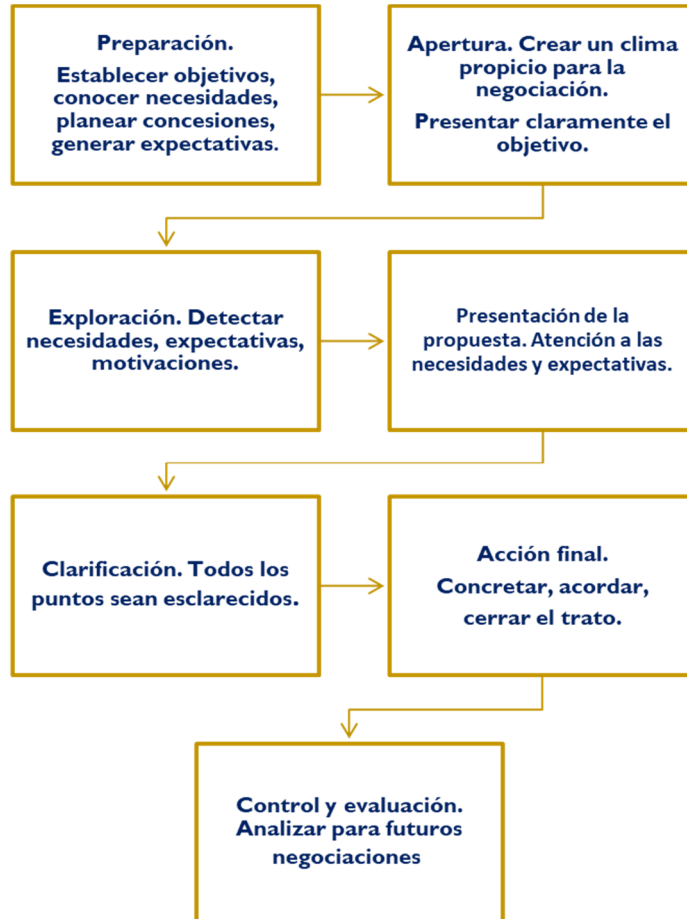 Preparación.
Establecer objetivos,
conocer necesidades,
planear concesiones,
generar expectativas.
Apertura. Crear un clima
propicio para la
negociación.
Presentar claramente el
objetivo.
Exploración. Detectar
necesidades, expectativas,
motivaciones.
Presentación de la
propuesta. Atención a las
necesidades y expectativas.
Clarificación. Todos los
puntos sean esclarecidos.
Acción final.
Concretar, acordar,
cerrar el trato.
Control y evaluación.
Analizar para futuros
negociaciones